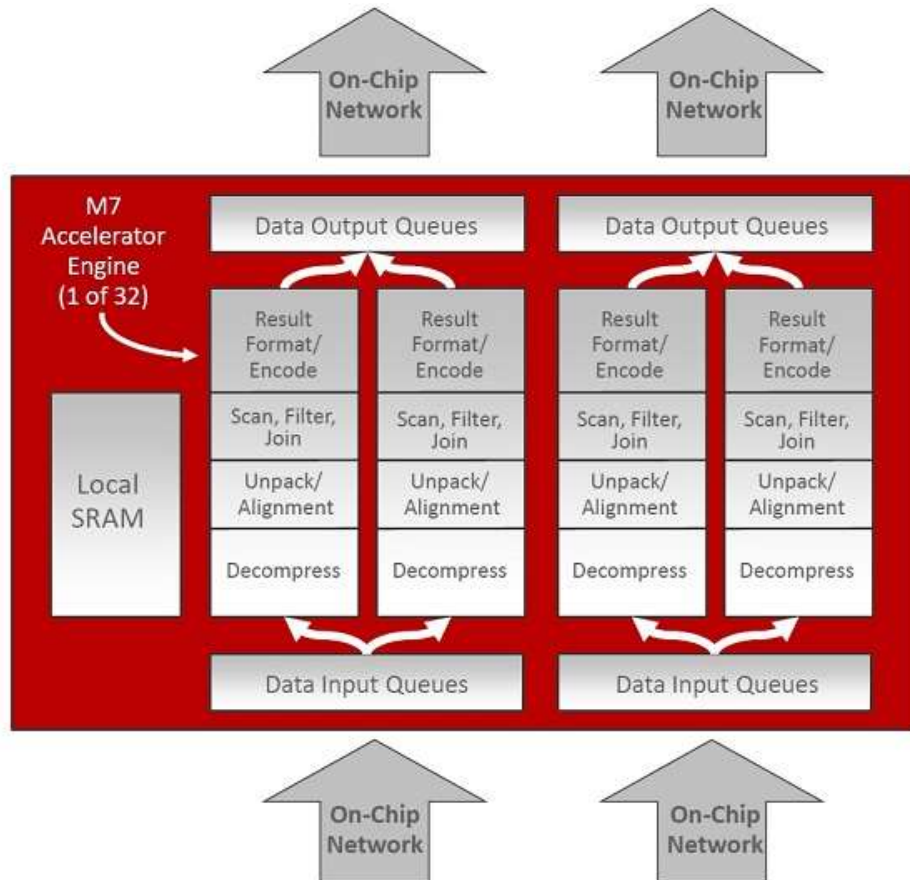 On-Chip
Network
On-Chip
Network
M7
Accelerator
Engine
(1 of 32)
Data Output Queues
Data Output Queues
Result
Format/
Encode
Result
Format/
Encode
Result
Format/
Encode
Result
Format/
Encode
Scan, Filter,
Join
Scan, Filter,
Join
Scan, Filter,
Join
Scan, Filter,
Join
Local
SRAM
Unpack/
Alignment
Unpack/
Alignment
Unpack/
Alignment
Unpack/
Alignment
Decompress
Decompress
Decompress
Decompress
Data Input Queues
Data Input Queues
On-Chip
Network
On-Chip
Network